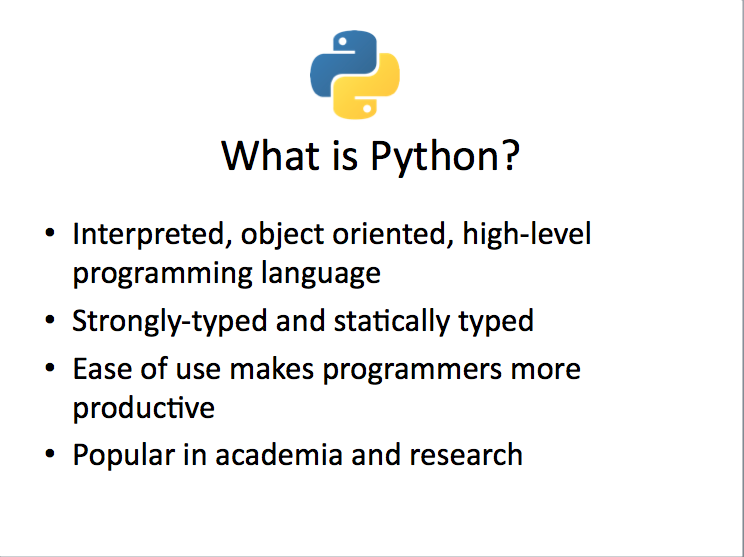 What is Python?
• Interpreted, object oriented, high-level
programming language
• Strongly-typed and statically typed
• Ease of use makes programmers more
productive
• Popular in academia and research